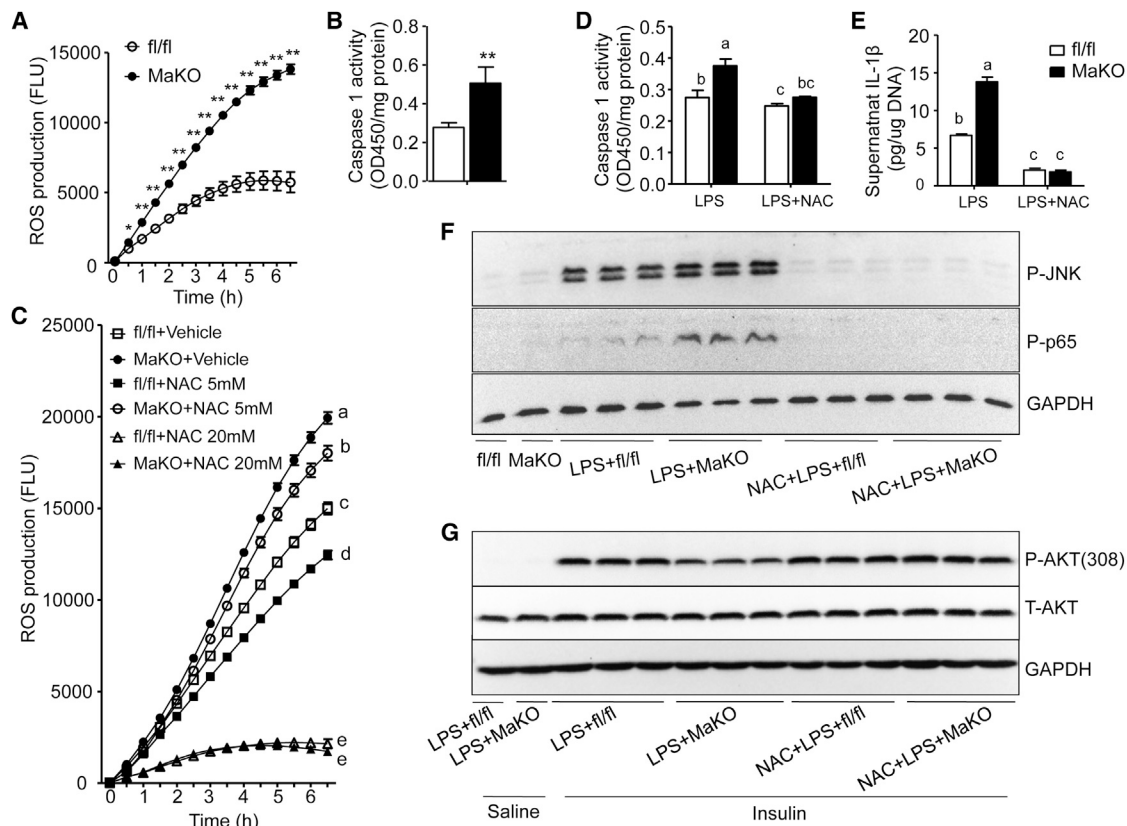 A
fl/fl
MaKO
ROS production (FLU)
15000
10000
5000
0
* ** ** ** ** ** ** ** ** ** ** ** **
0 1 2 3 4 5 6
Time (h)
B
Caspase 1 activity
(OD450/mg protein)
0.8
0.6
0.4
0.2
0.0
**
D
Caspase 1 activity
(OD450/mg protein)
0.5
0.4
0.3
0.2
0.1
0.0
b a c bc
LPS LPS+NAC
E
Supernatnat IL-1β
(pg/ug DNA)
20
15
10
5
0
b a c c
LPS LPS+NAC
fl/fl
MaKO
C
fl/fl+Vehicle
MaKO+Vehicle
fl/fl+NAC 5mM
MaKO+NAC 5mM
fl/fl+NAC 20mM
MaKO+NAC 20mM
ROS production (FLU)
25000
20000
15000
10000
5000
0
a
b
c
d
e
e
0 1 2 3 4 5 6
Time (h)
F
P-JNK
P-p65
GAPDH
fl/fl MaKO LPS+fl/fl LPS+MaKO NAC+LPS+fl/fl NAC+LPS+MaKO
G
P-AKT(308)
T-AKT
GAPDH
LPS+fl/fl LPS+MaKO LPS+fl/fl LPS+MaKO NAC+LPS+fl/fl NAC+LPS+MaKO
Saline Insulin